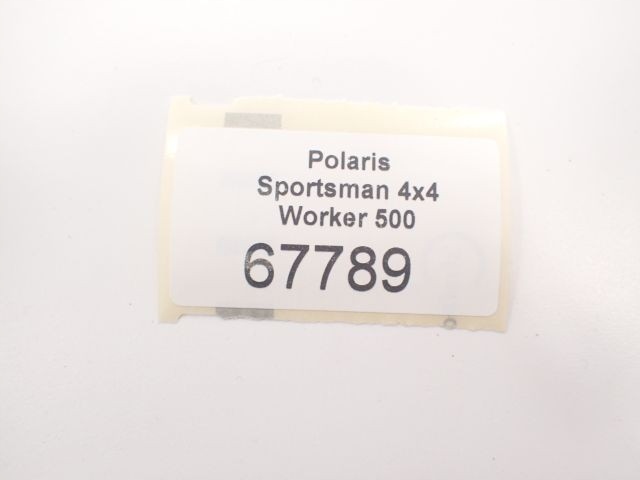 Polaris
Sportsman 4x4
Worker 500
67789